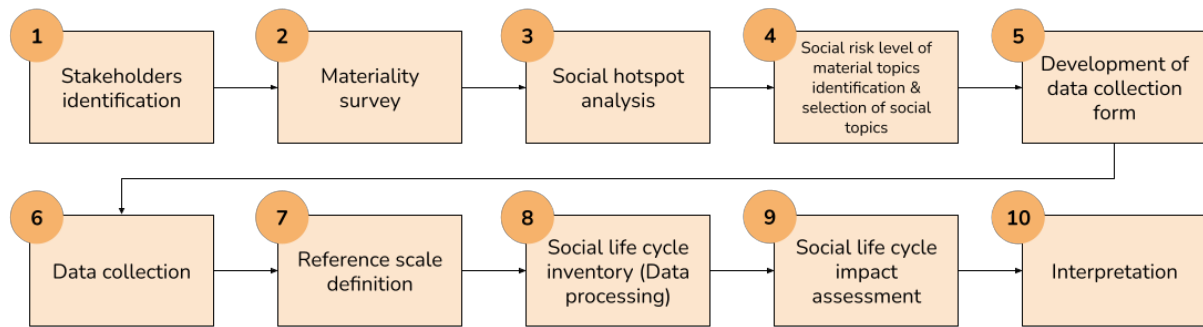 1
Stakeholders
identification
2
Materiality
survey
3
Social hotspot
analysis
4
Social risk level of
material topics
identification &
selection of social
topics
5
Development of
data collection
form
6
Data collection
7
Reference scale
definition
8
Social life cycle
inventory (Data
processing)
9
Social life cycle
impact
assessment
10
Interpretation